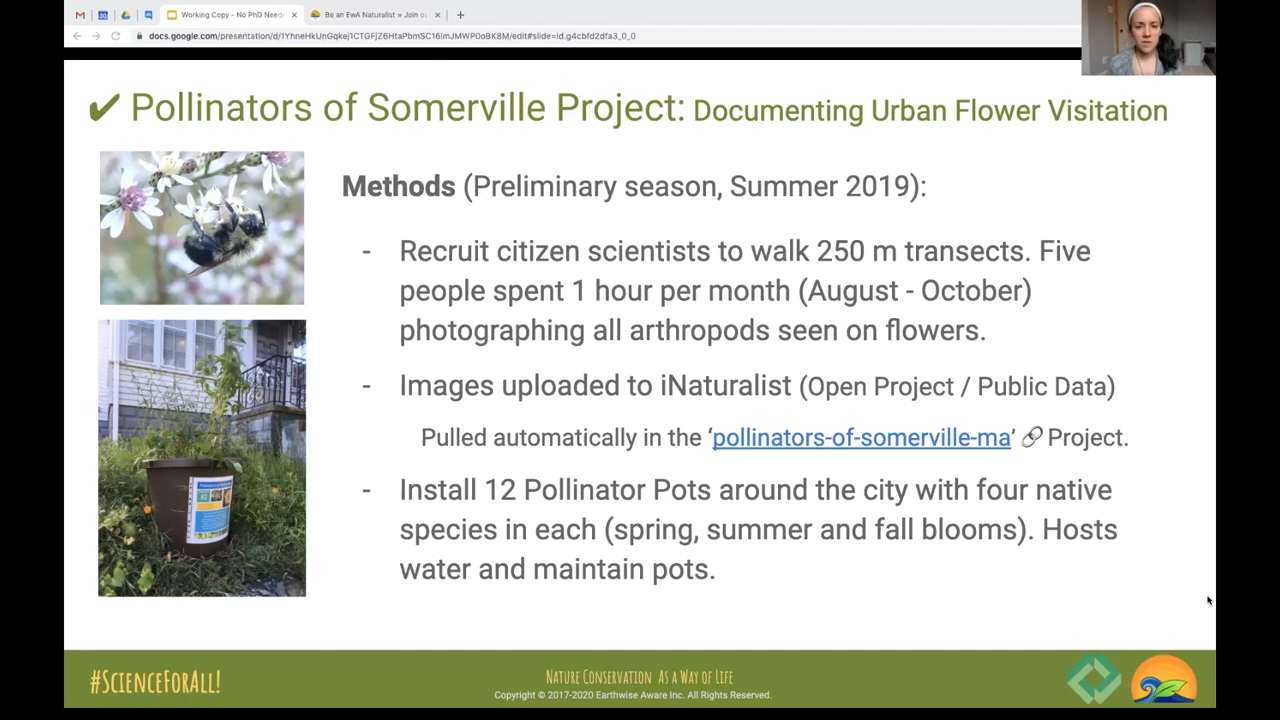 Working Copy - No PhD Need
Be an EwA Naturalist » Join o
docs.google.com/presentation/d/1YhneHkUnGqkej1CTGFjZ6HtaPbmSC16imJMWP0oBK8M/edit#slide=id.g4cbfd2dfa3_0_0
✔ Pollinators of Somerville Project: Documenting Urban Flower Visitation
Methods (Preliminary season, Summer 2019):
- Recruit citizen scientists to walk 250 m transects. Five
people spent 1 hour per month (August - October)
photographing all arthropods seen on flowers.
- Images uploaded to iNaturalist (Open Project / Public Data)
Pulled automatically in the ‘pollinators-of-somerville-ma’ Project.
- Install 12 Pollinator Pots around the city with four native
species in each (spring, summer and fall blooms). Hosts
water and maintain pots.
#ScienceForAll!
Nature Conservation As a Way of Life
Copyright © 2017-2020 Earthwise Aware Inc. All Rights Reserved.